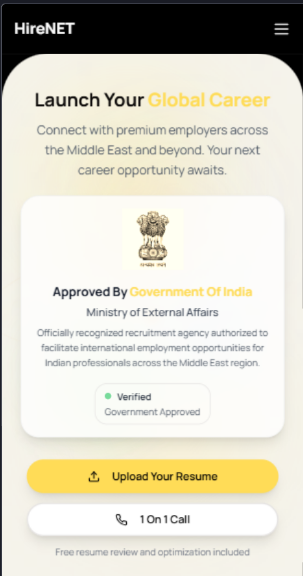 HireNET
Launch Your Global Career
Connect with premium employers across
the Middle East and beyond. Your next
career opportunity awaits.
Approved By Government Of India
Ministry of External Affairs
Officially recognized recruitment agency authorized to
facilitate international employment opportunities for
Indian professionals across the Middle East region.
Verified
Government Approved
Upload Your Resume
1 On 1 Call
Free resume review and optimization included